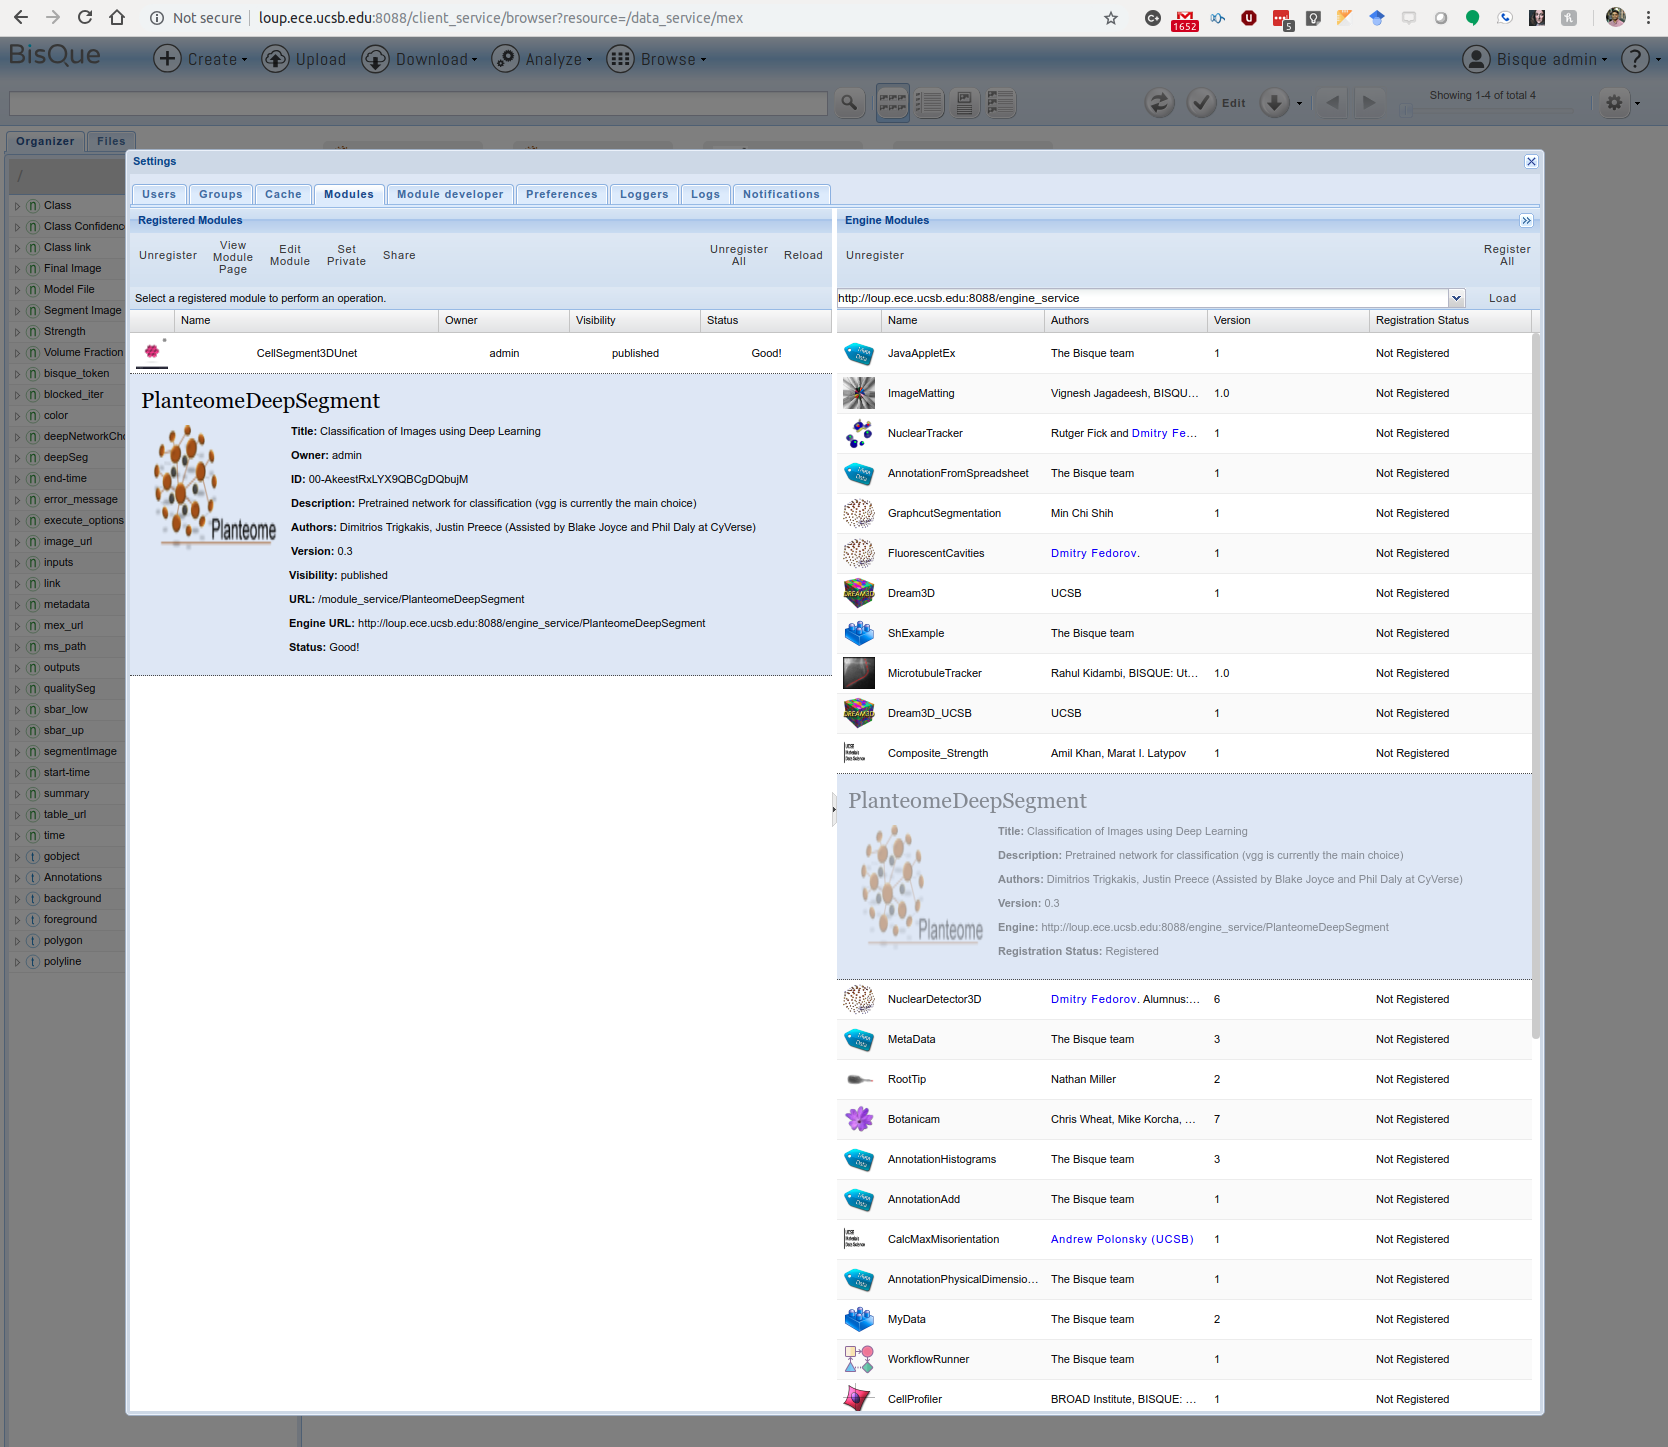 Not secure | loup.ece.ucsb.edu:8088/client_service/browser?resource=/data_service/mex
1652
5
BisQue
Create
Upload
Download
Analyze
Browse
Bisque admin
?
Edit
Showing 1-4 of total 4
Organizer
Files
/
Class
Class Confidenc
Class link
Final Image
Model File
Segment Image
Strength
Volume Fraction
bisque_token
blocked_iter
color
deepNetworkCho
deepSeg
end-time
error_message
execute_options
image_url
inputs
link
metadata
mex_url
ms_path
outputs
qualitySeg
sbar_low
sbar_up
segmentImage
start-time
summary
table_url
time
gobject
Annotations
background
foreground
polygon
polyline
Settings
Users
Groups
Cache
Modules
Module developer
Preferences
Loggers
Logs
Notifications
Registered Modules
Unregister
View Module Page
Edit Module
Set Private
Share
Unregister All
Reload
Select a registered module to perform an operation.
Name Owner Visibility Status
CellSegment3DUnet admin published Good!
PlanteomeDeepSegment
Planteome
Title: Classification of Images using Deep Learning
Owner: admin
ID: 00-AkeestRxLYX9QBCgDQbujM
Description: Pretrained network for classification (vgg is currently the main choice)
Authors: Dimitrios Trigkakis, Justin Preece (Assisted by Blake Joyce and Phil Daly at CyVerse)
Version: 0.3
Visibility: published
URL: /module_service/PlanteomeDeepSegment
Engine URL: http://loup.ece.ucsb.edu:8088/engine_service/PlanteomeDeepSegment
Status: Good!
Engine Modules
Unregister
Register All
http://loup.ece.ucsb.edu:8088/engine_service
Load
Name Authors Version Registration Status
JavaAppletEx The Bisque team 1 Not Registered
ImageMatting Vignesh Jagadeesh, BISQU... 1.0 Not Registered
NuclearTracker Rutger Fick and Dmitry Fe... 1 Not Registered
AnnotationFromSpreadsheet The Bisque team 1 Not Registered
GraphcutSegmentation Min Chi Shih 1 Not Registered
FluorescentCavities Dmitry Fedorov. 1 Not Registered
Dream3D UCSB 1 Not Registered
ShExample The Bisque team Not Registered
MicrotubuleTracker Rahul Kidambi, BISQUE: Ut... 1.0 Not Registered
Dream3D_UCSB UCSB 1 Not Registered
Composite_Strength Amil Khan, Marat I. Latypov 1 Not Registered
PlanteomeDeepSegment
Planteome
Title: Classification of Images using Deep Learning
Description: Pretrained network for classification (vgg is currently the main choice)
Authors: Dimitrios Trigkakis, Justin Preece (Assisted by Blake Joyce and Phil Daly at CyVerse)
Version: 0.3
Engine: http://loup.ece.ucsb.edu:8088/engine_service/PlanteomeDeepSegment
Registration Status: Registered
NuclearDetector3D Dmitry Fedorov. Alumnus:... 6 Not Registered
MetaData The Bisque team 3 Not Registered
RootTip Nathan Miller 2 Not Registered
Botanicam Chris Wheat, Mike Korcha, ... 7 Not Registered
AnnotationHistograms The Bisque team 3 Not Registered
AnnotationAdd The Bisque team 1 Not Registered
CalcMaxMisorientation Andrew Polonsky (UCSB) 1 Not Registered
AnnotationPhysicalDimensio... The Bisque team 1 Not Registered
MyData The Bisque team 2 Not Registered
WorkflowRunner The Bisque team 1 Not Registered
CellProfiler BROAD Institute, BISQUE: ... 1 Not Registered